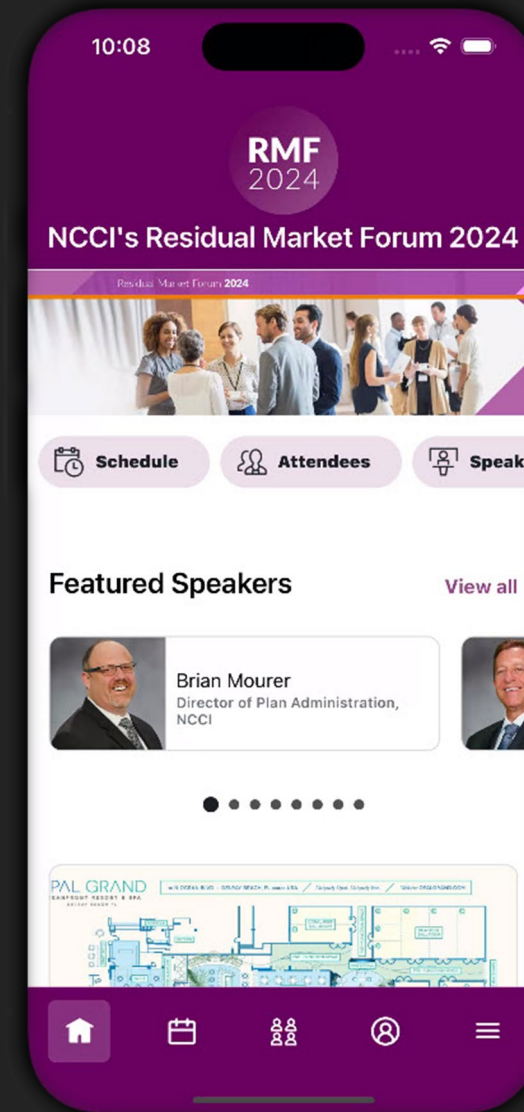 10:08
RMF
2024
NCCI's Residual Market Forum 2024
Residual Market Forum 2024
Schedule
Attendees
Speak
Featured Speakers
View all
Brian Mourer
Director of Plan Administration,
NCCI
PAL GRAND